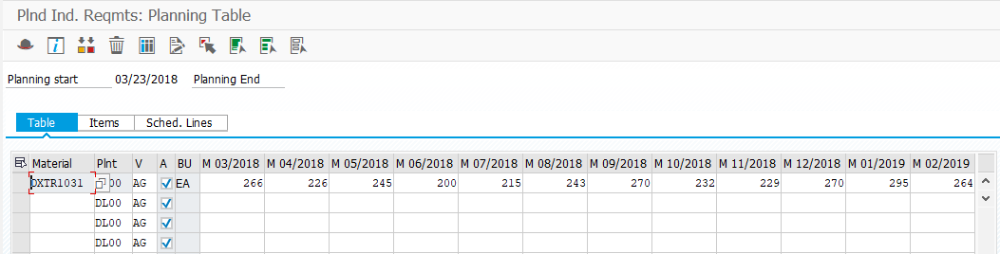 Plnd Ind. Reqmts: Planning Table
Planning start 03/23/2018 Planning End
Table Items Sched. Lines
Material Plnt V A BU M 03/2018 M 04/2018 M 05/2018 M 06/2018 M 07/2018 M 08/2018 M 09/2018 M 10/2018 M 11/2018 M 12/2018 M 01/2019 M 02/2019
DXTR1031 00 AG EA 266 226 245 200 215 243 270 232 229 270 295 264
DL00 AG
DL00 AG
DL00 AG